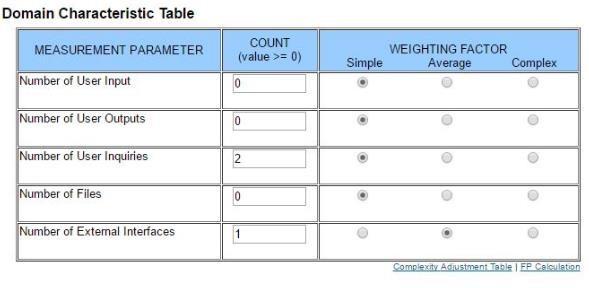 Domain Characteristic Table
MEASUREMENT PARAMETER
COUNT
(value >= 0)
WEIGHTING FACTOR
Simple Average Complex
Number of User Input 0
Number of User Outputs 0
Number of User Inquiries 2
Number of Files 0
Number of External Interfaces 1
Complexity Adjustment Table | FP Calculation